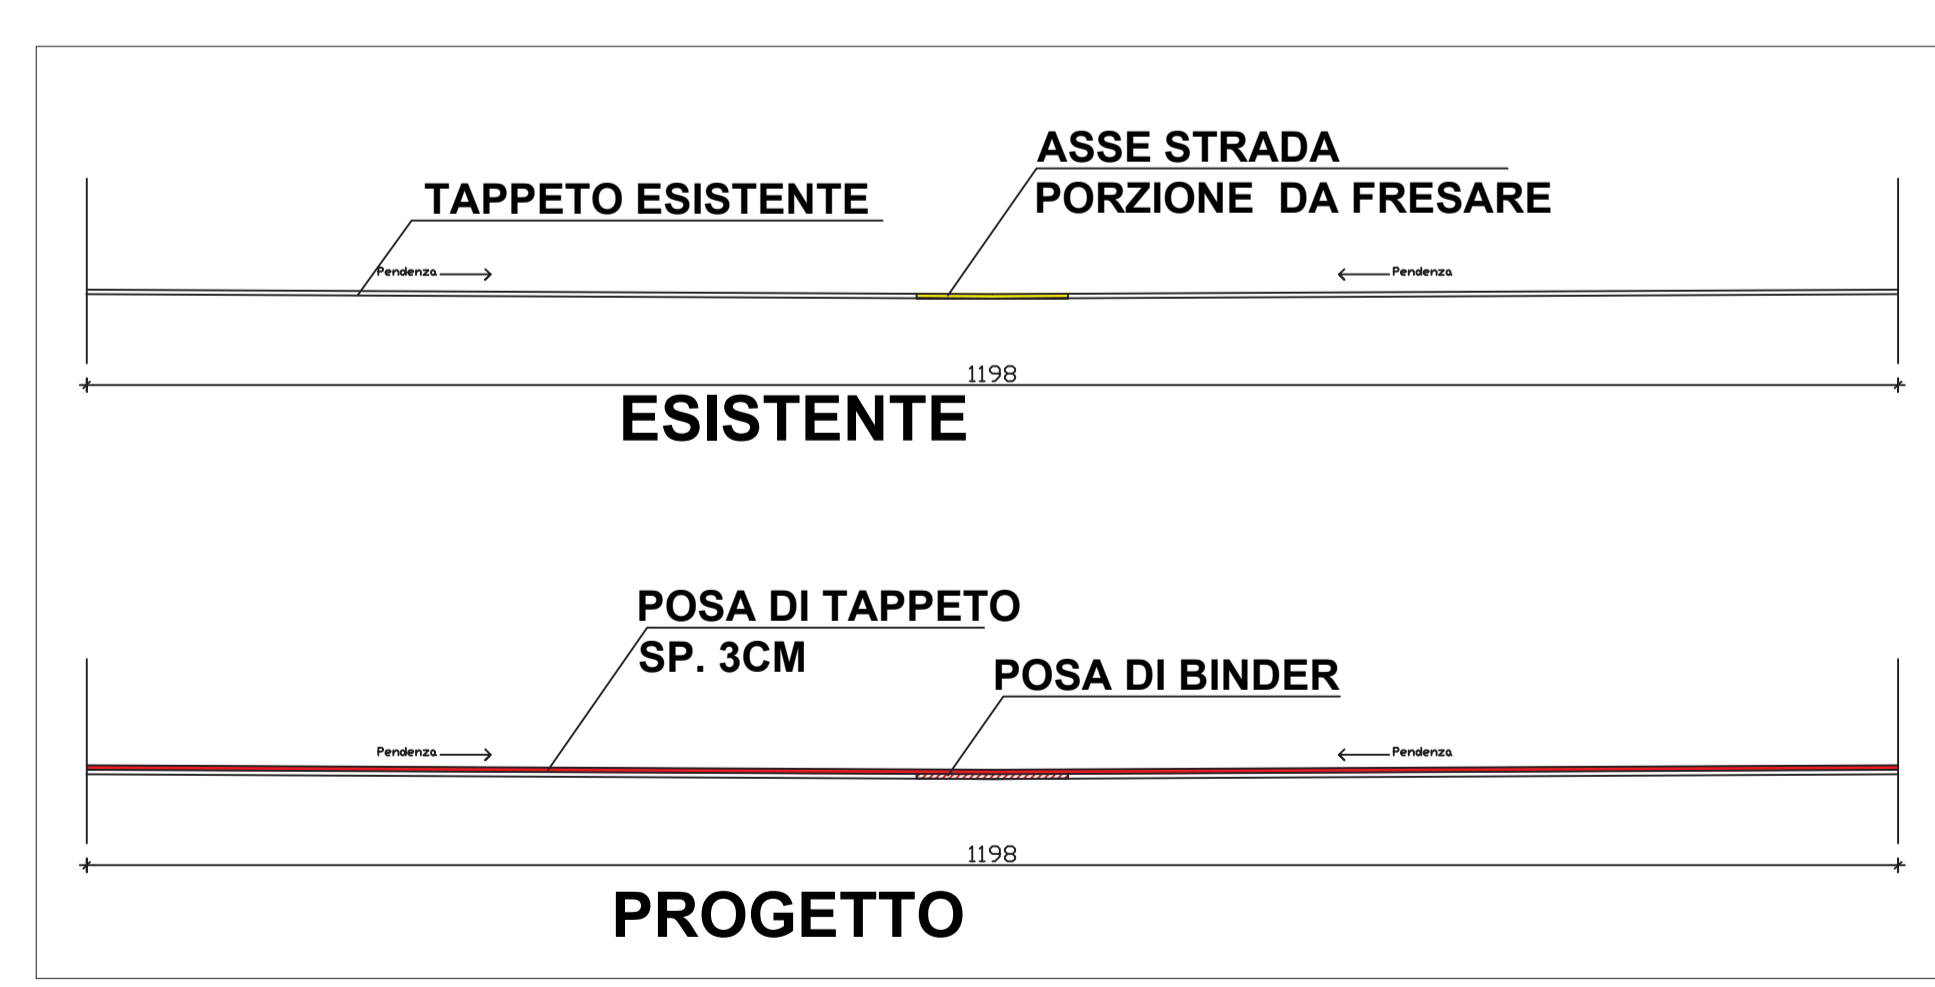 ASSE STRADA
PORZIONE DA FRESARE
TAPPETO ESISTENTE
Pendenza
Pendenza
1198
ESISTENTE
POSA DI TAPPETO
SP. 3CM
POSA DI BINDER
Pendenza
Pendenza
1198
PROGETTO